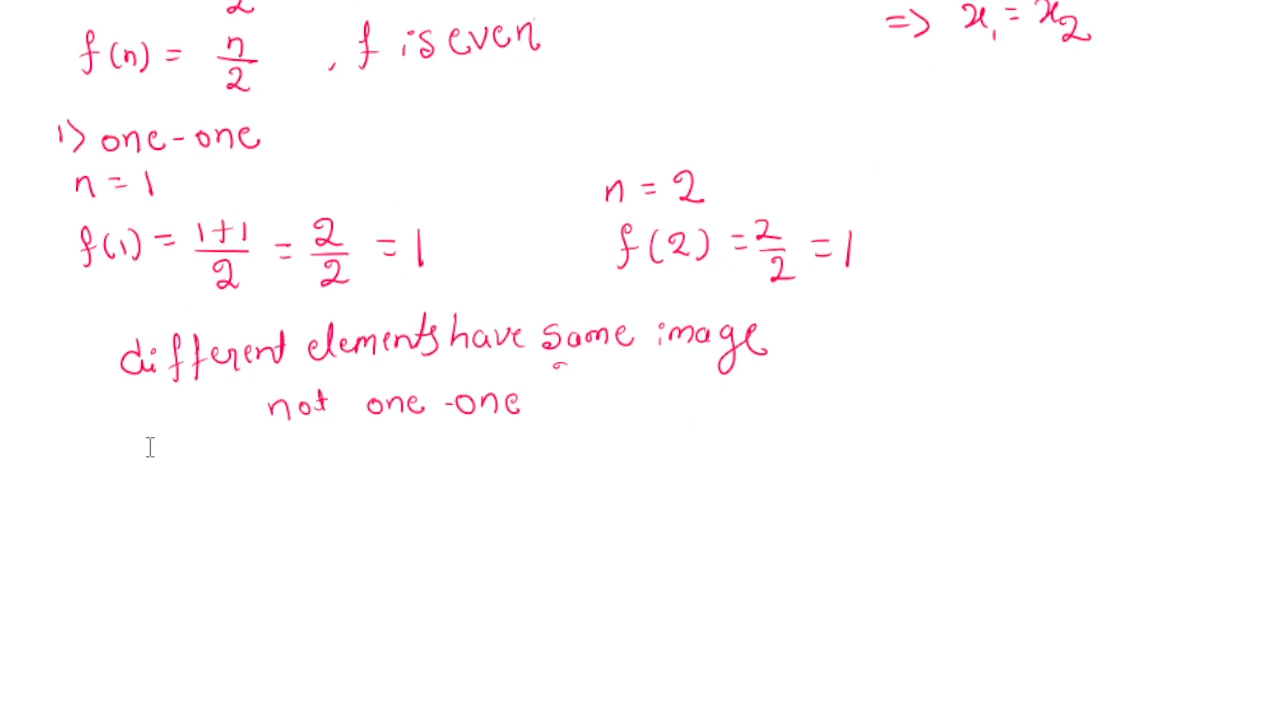 2
f(n) = n/2 , f is even
=> x₁ = x₂
1) one-one
n = 1
f(1) = 1+1/2 = 2/2 = 1
n = 2
f(2) = 2/2 = 1
different elements have same image
not one-one